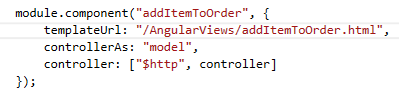 module.component("addItemToOrder", {
    templateUrl: "/AngularViews/addItemToOrder.html",
    controllerAs: "model",
    controller: ["$http", controller]
});